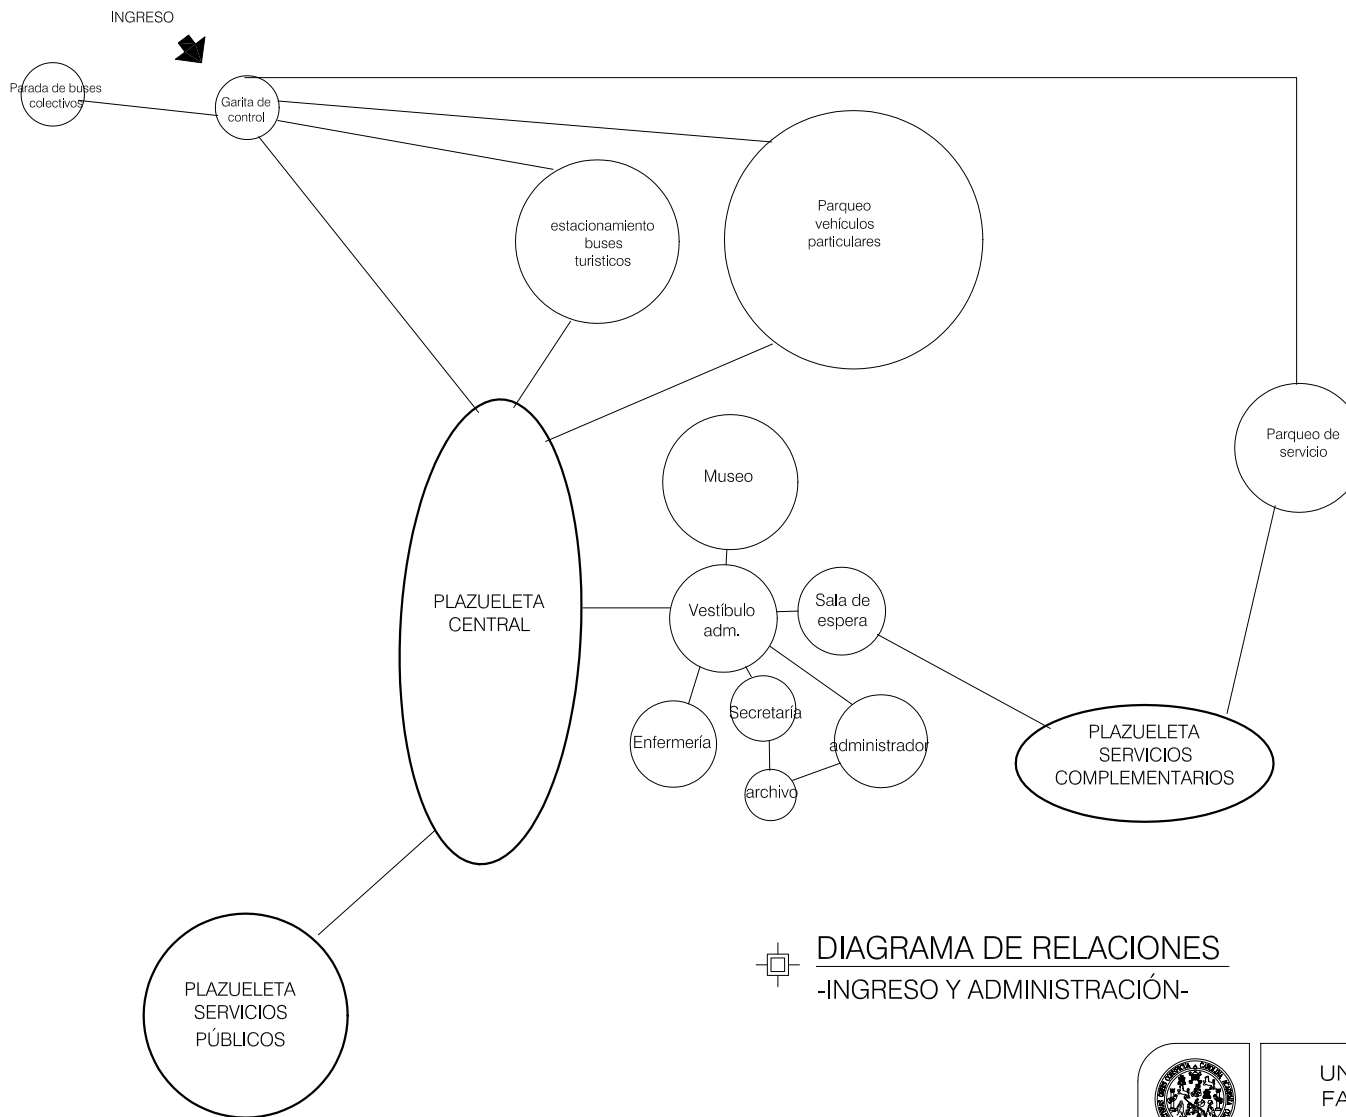 INGRESO
Parada de buses
colectivos
Garita de
control
estacionamiento
buses
turisticos
Parqueo
vehículos
particulares
Parqueo de
servicio
Museo
PLAZUELETA
CENTRAL
Vestíbulo
adm.
Sala de
espera
Secretaría
Enfermería
administrador
archivo
PLAZUELETA
SERVICIOS
COMPLEMENTARIOS
PLAZUELETA
SERVICIOS
PÚBLICOS
DIAGRAMA DE RELACIONES
-INGRESO Y ADMINISTRACIÓN-
UN
FA